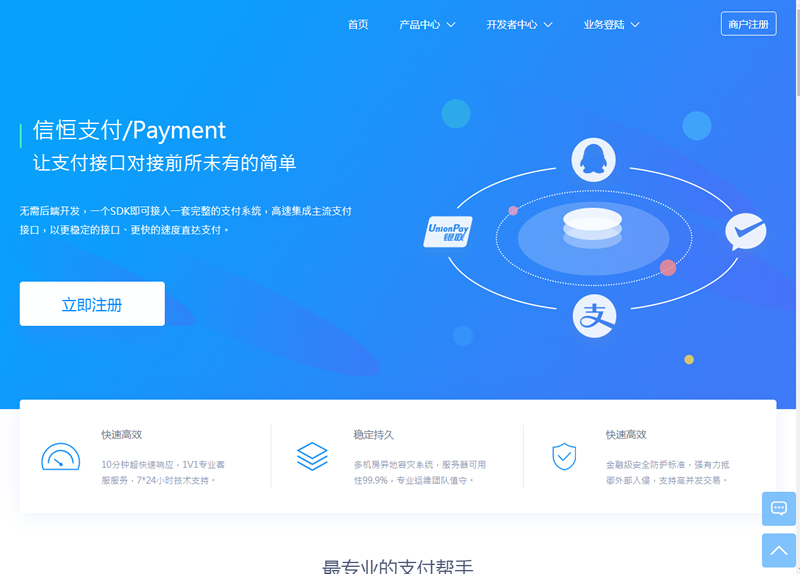 首页
产品中心
开发者中心
业务登陆
商户注册
信恒支付/Payment
让支付接口对接前所未有的简单
无需后端开发，一个SDK即可接入一套完整的支付系统，高速集成主流支付
接口，以更稳定的接口、更快的速度直达支付。
立即注册
UnionPay
银联
支
快速高效
10分钟超快速响应，1V1专业客
服服务，7*24小时技术支持。
稳定持久
多机房异地容灾系统，服务器可用
性99.9%，专业运维团队值守。
快速高效
金融级安全防护标准，强有力抵
御外部入侵，支持高并发交易。
最专业的支付帮手